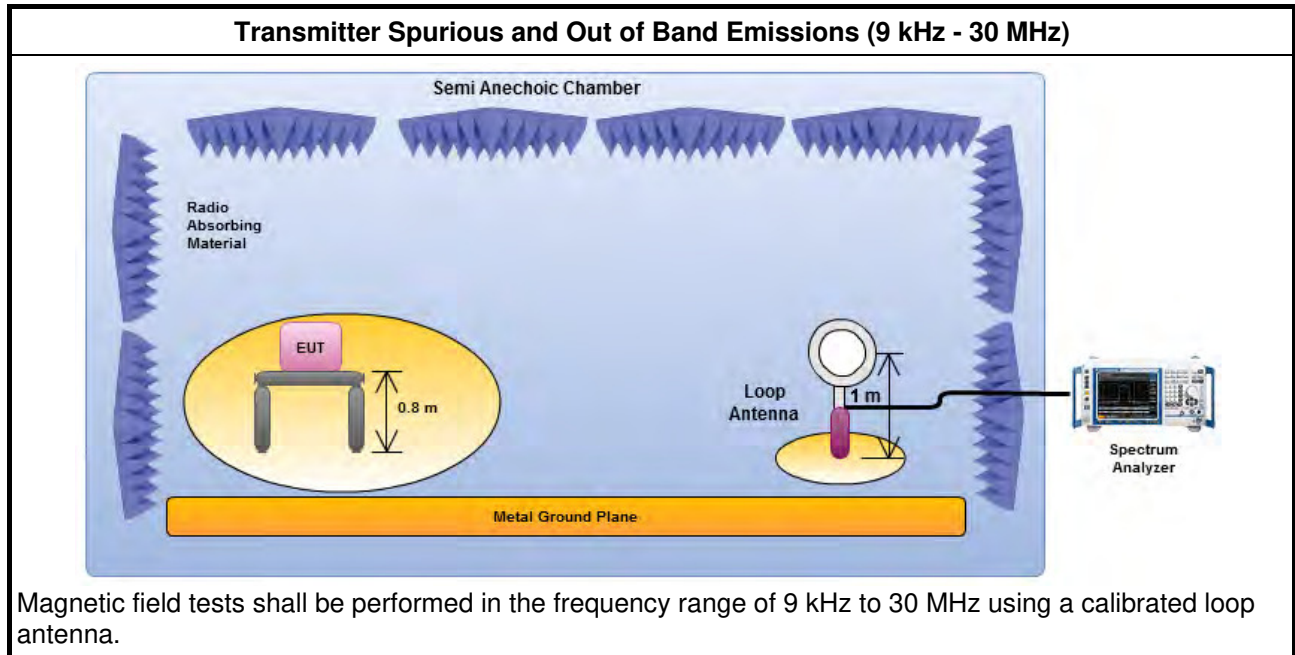 Transmitter Spurious and Out of Band Emissions (9 kHz - 30 MHz)
Semi Anechoic Chamber
Radio
Absorbing
Material
EUT
0.8 m
Loop
Antenna
1 m
Spectrum
Analyzer
Metal Ground Plane
Magnetic field tests shall be performed in the frequency range of 9 kHz to 30 MHz using a calibrated loop
antenna.